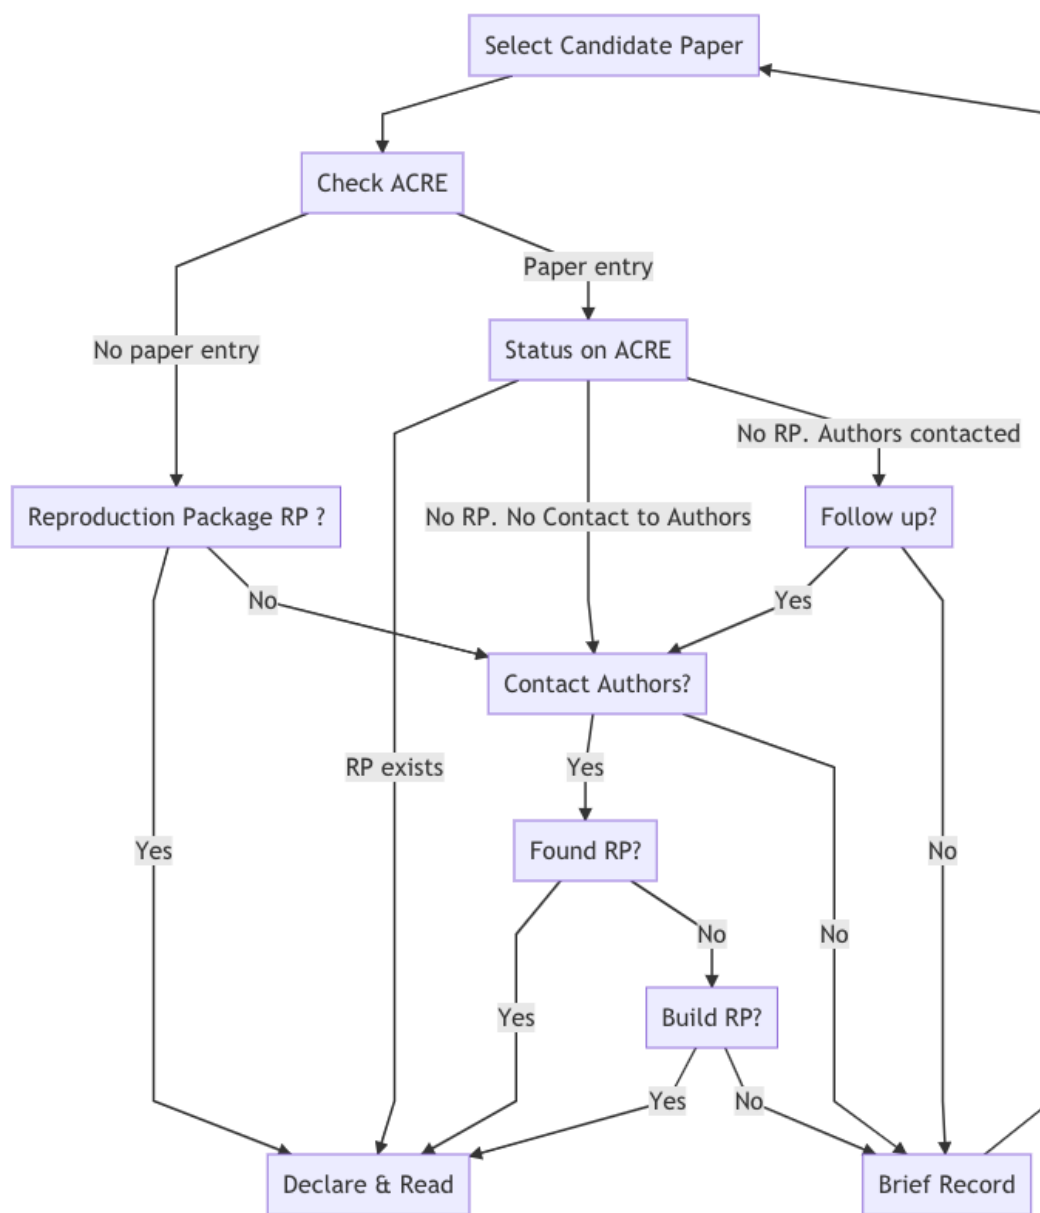 Select Candidate Paper
Check ACRE
Paper entry
No paper entry
Status on ACRE
No RP. Authors contacted
Reproduction Package RP ?
No RP. No Contact to Authors
Follow up?
No
Yes
Contact Authors?
RP exists
Yes
Yes
Found RP?
No
No
No
Yes
Build RP?
Yes
No
Declare & Read
Brief Record